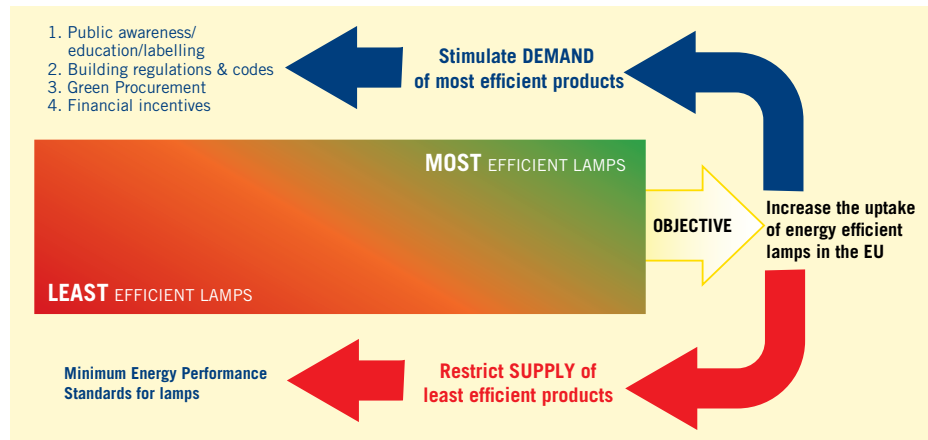 1. Public awareness/
education/labelling
2. Building regulations & codes
3. Green Procurement
4. Financial incentives
Stimulate DEMAND
of most efficient products
MOST EFFICIENT LAMPS
LEAST EFFICIENT LAMPS
OBJECTIVE
Increase the uptake
of energy efficient
lamps in the EU
Minimum Energy Performance
Standards for lamps
Restrict SUPPLY of
least efficient products